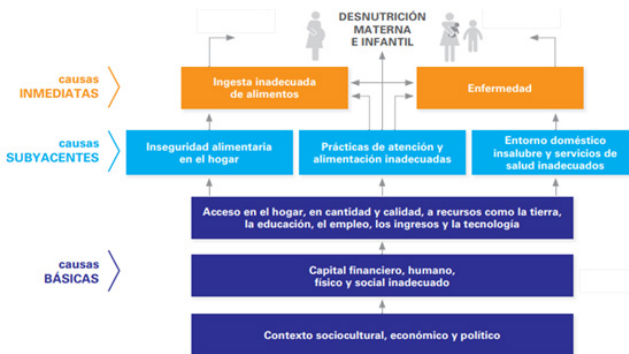 DESNUTRICIÓN
MATERNA
E INFANTIL
causas
INMEDIATAS
Ingesta inadecuada
de alimentos
Enfermedad
causas
SUBYACENTES
Inseguridad alimentaria
en el hogar
Prácticas de atención y
alimentación inadecuadas
Entorno doméstico
insalubre y servicios de
salud inadecuados
Acceso en el hogar, en cantidad y calidad, a recursos como la tierra,
la educación, el empleo, los ingresos y la tecnología
causas
BÁSICAS
Capital financiero, humano,
físico y social inadecuado
Contexto sociocultural, económico y político